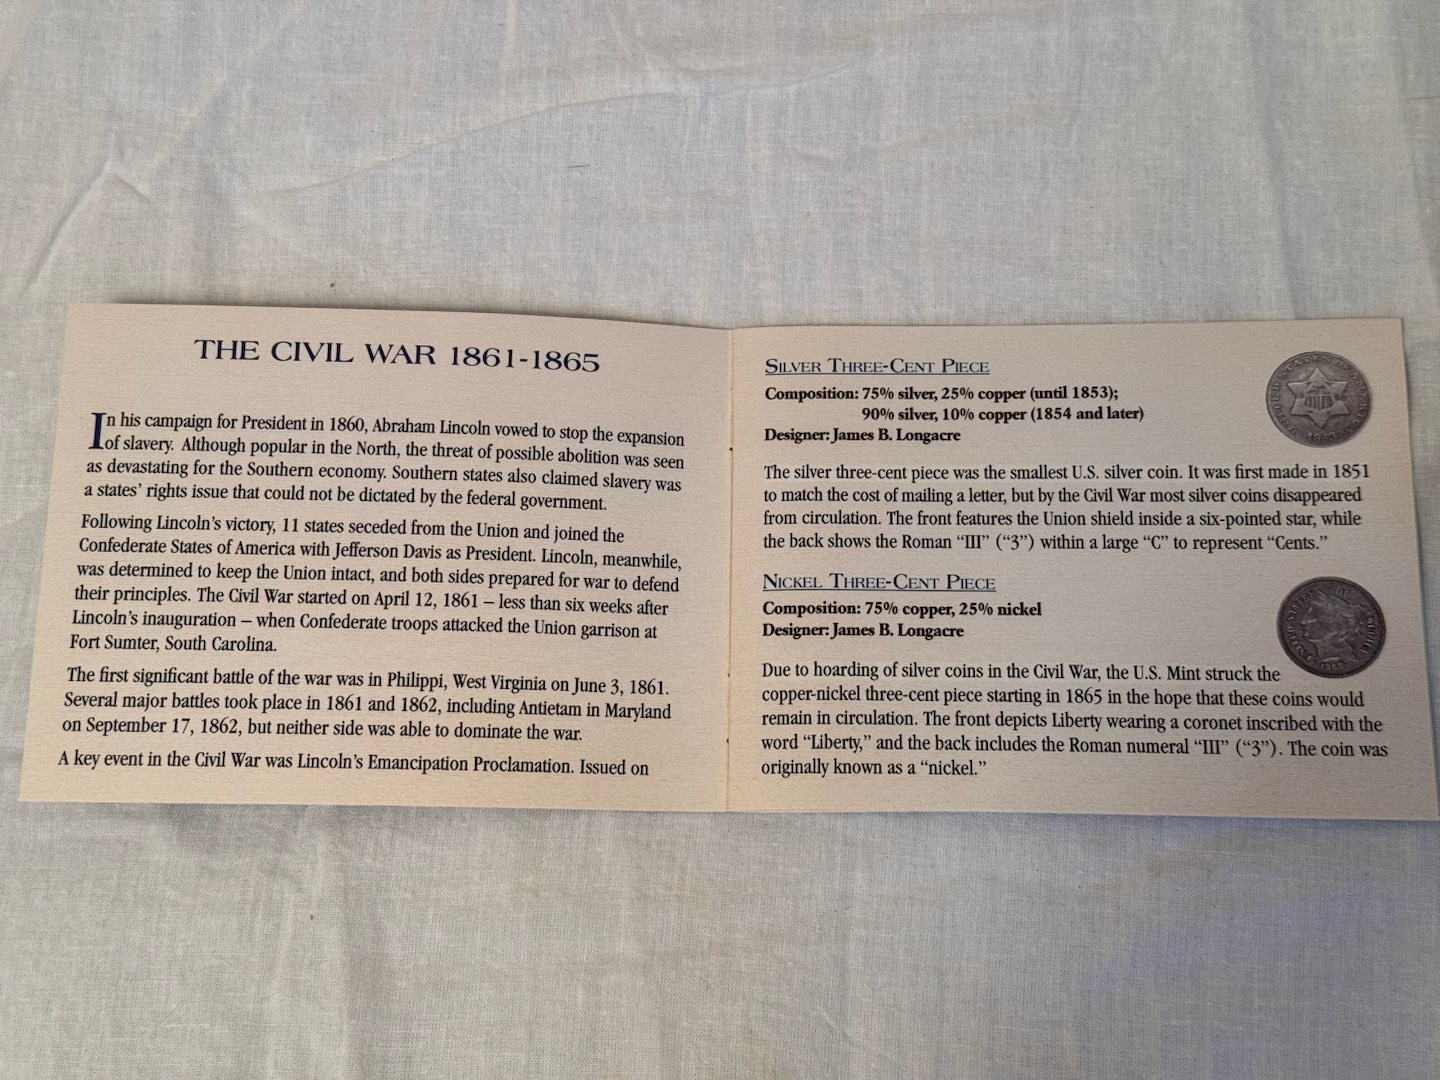 THE CIVIL WAR 1861-1865
In his campaign for President in 1860, Abraham Lincoln vowed to stop the expansion
of slavery. Although popular in the North, the threat of possible abolition was seen
as devastating for the Southern economy. Southern states also claimed slavery was
a states' rights issue that could not be dictated by the federal government.
Following Lincoln's victory, 11 states seceded from the Union and joined the
Confederate States of America with Jefferson Davis as President. Lincoln, meanwhile,
was determined to keep the Union intact, and both sides prepared for war to defend
their principles. The Civil War started on April 12, 1861 – less than six weeks after
Lincoln's inauguration – when Confederate troops attacked the Union garrison at
Fort Sumter, South Carolina.
The first significant battle of the war was in Philippi, West Virginia on June 3, 1861.
Several major battles took place in 1861 and 1862, including Antietam in Maryland
on September 17, 1862, but neither side was able to dominate the war.
A key event in the Civil War was Lincoln's Emancipation Proclamation. Issued on
SILVER THREE-CENT PIECE
Composition: 75% silver, 25% copper (until 1853);
90% silver, 10% copper (1854 and later)
Designer: James B. Longacre
The silver three-cent piece was the smallest U.S. silver coin. It was first made in 1851
to match the cost of mailing a letter, but by the Civil War most silver coins disappeared
from circulation. The front features the Union shield inside a six-pointed star, while
the back shows the Roman "III" ("3") within a large "C" to represent "Cents."
NICKEL THREE-CENT PIECE
Composition: 75% copper, 25% nickel
Designer: James B. Longacre
Due to hoarding of silver coins in the Civil War, the U.S. Mint struck the
copper-nickel three-cent piece starting in 1865 in the hope that these coins would
remain in circulation. The front depicts Liberty wearing a coronet inscribed with the
word "Liberty," and the back includes the Roman numeral "III" ("3"). The coin was
originally known as a "nickel."